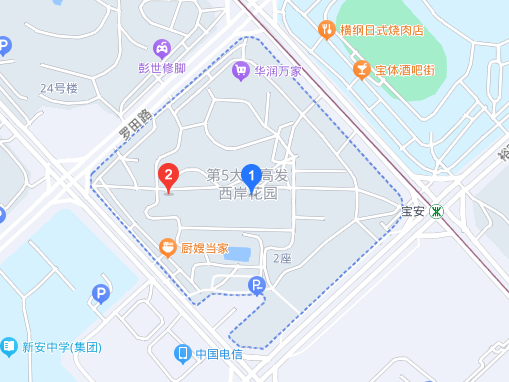 横纲日式烧肉店
宝体酒吧街
彭世修脚
华润万家
24号楼
罗田路
P
2
1
第5大 高发
西岸花园
宝安
厨嫂当家
2座
P
P
新安中学(集团)
中国电信